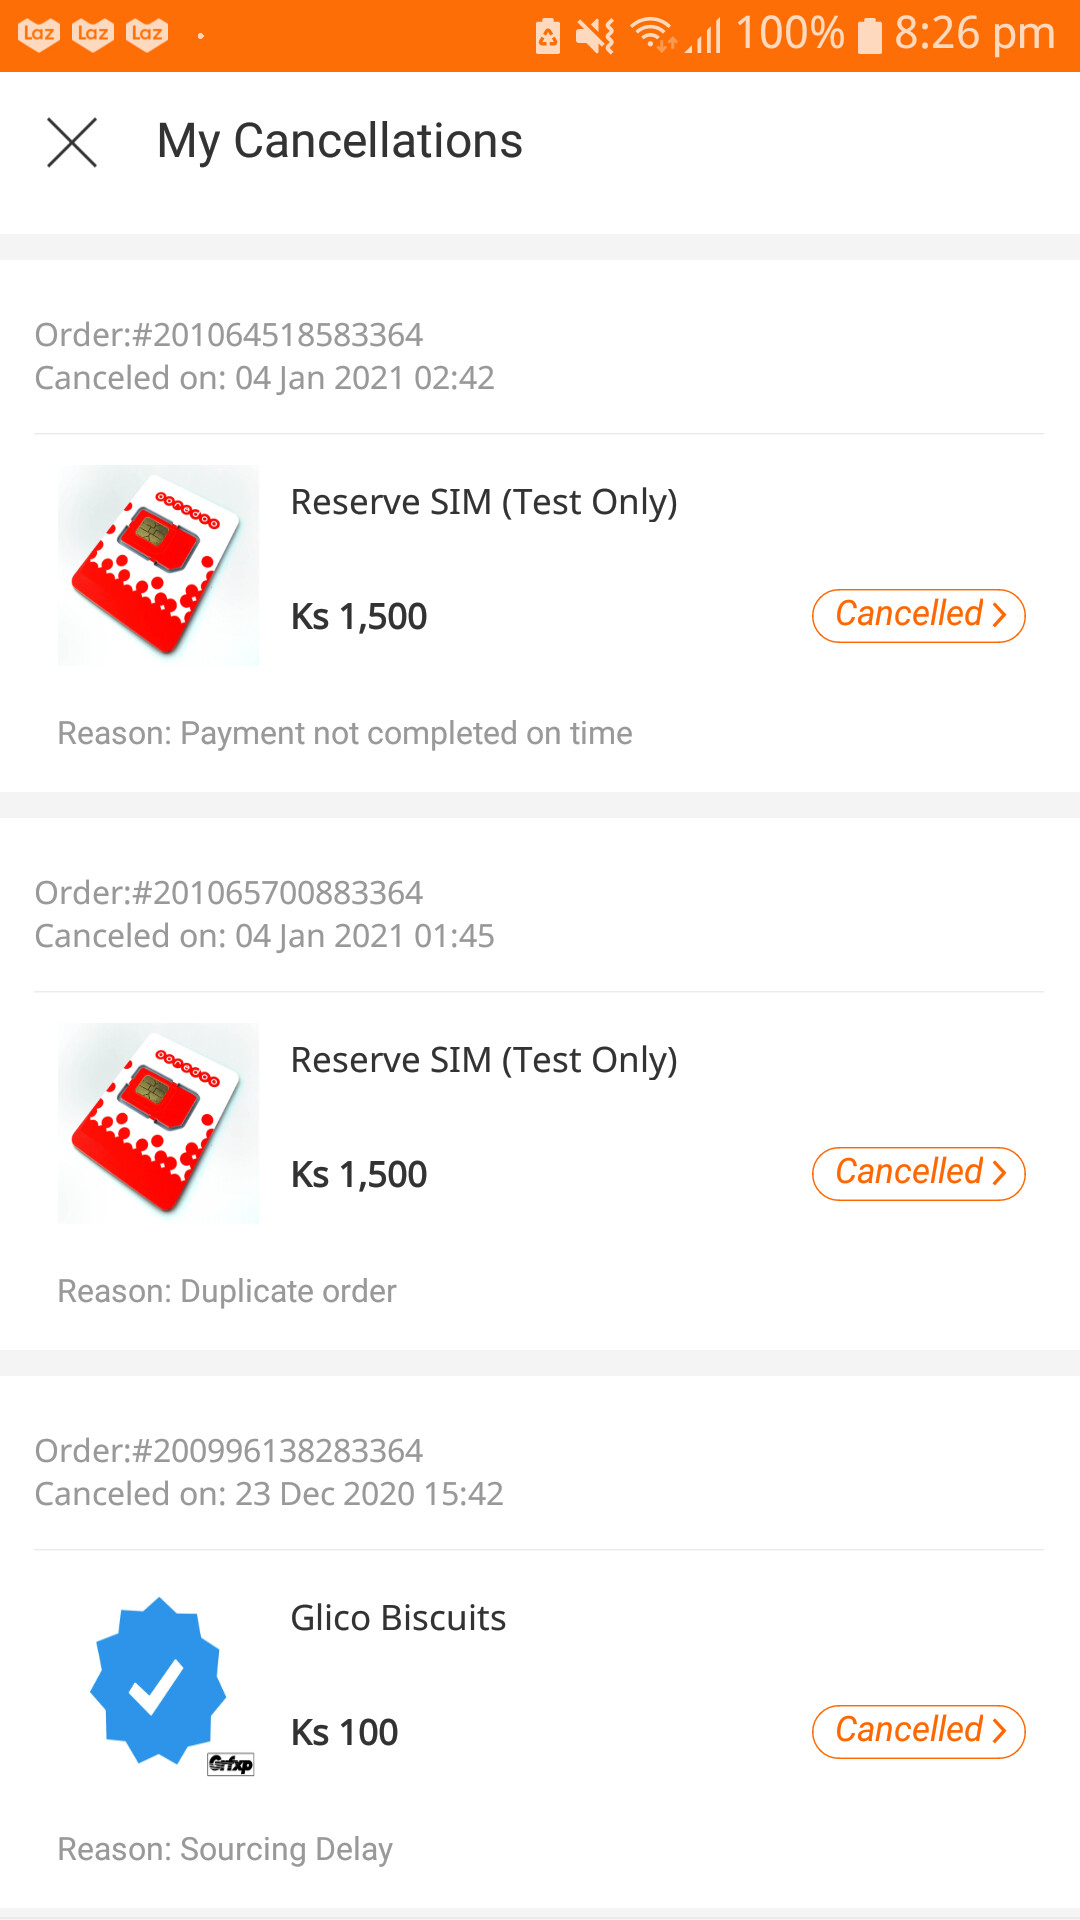 Laz Laz Laz 100% 8:26 pm
My Cancellations
Order:#201064518583364
Canceled on: 04 Jan 2021 02:42
ooredoo
Reserve SIM (Test Only)
Ks 1,500
Cancelled
Reason: Payment not completed on time
Order:#201065700883364
Canceled on: 04 Jan 2021 01:45
ooredoo
Reserve SIM (Test Only)
Ks 1,500
Cancelled
Reason: Duplicate order
Order:#200996138283364
Canceled on: 23 Dec 2020 15:42
Glico Biscuits
Ks 100
Cancelled
Grfxp
Reason: Sourcing Delay